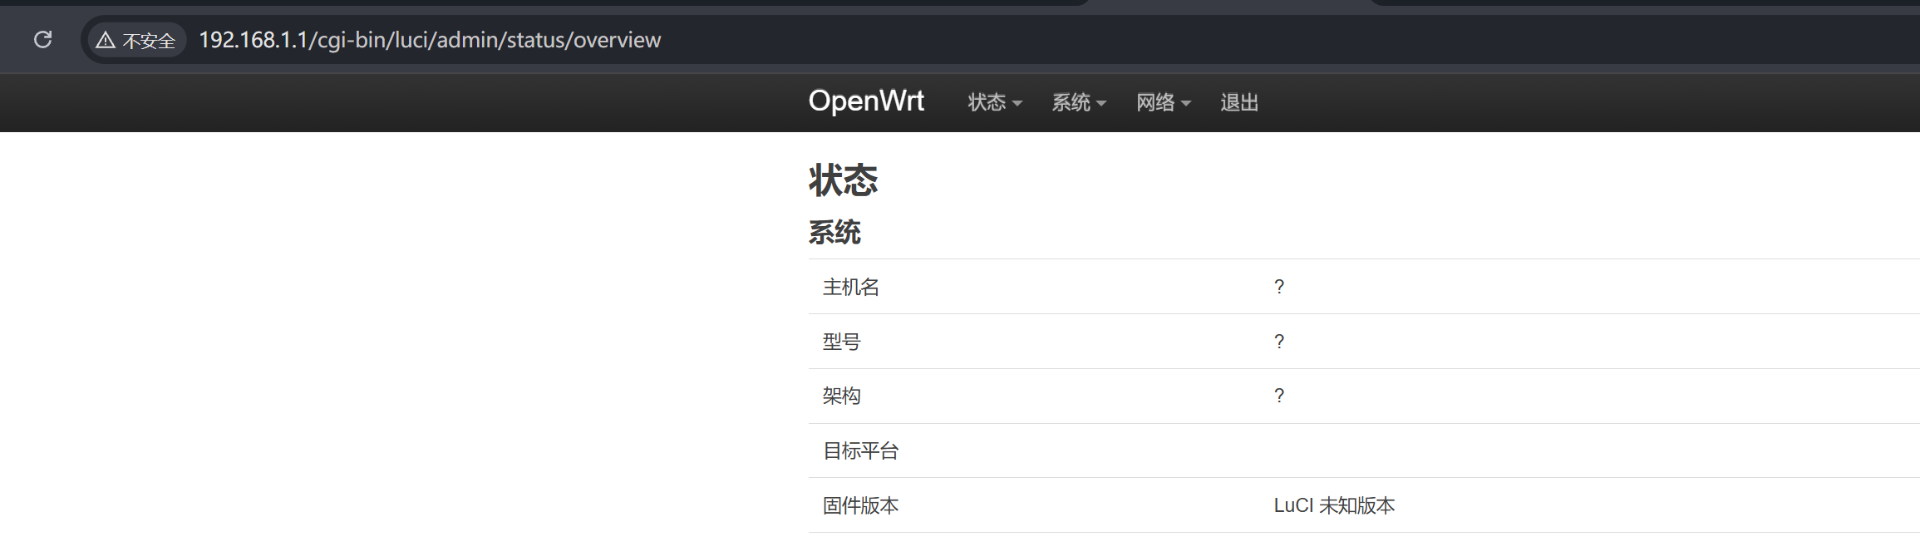 不安全 192.168.1.1/cgi-bin/luci/admin/status/overview
OpenWrt 状态 系统 网络 退出
状态
系统
主机名 ?
型号 ?
架构 ?
目标平台
固件版本 LuCI 未知版本